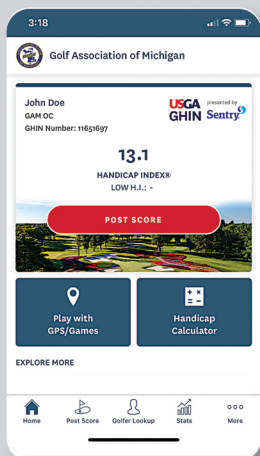 3:18
Golf Association of Michigan
John Doe
GAM OC
GHIN Number: 11651697
USGA
GHIN
presented by
Sentry
13.1
HANDICAP INDEX®
LOW H.I.: -
POST SCORE
Play with
GPS/Games
Handicap
Calculator
EXPLORE MORE
Home
Post Score
Golfer Lookup
Stats
More